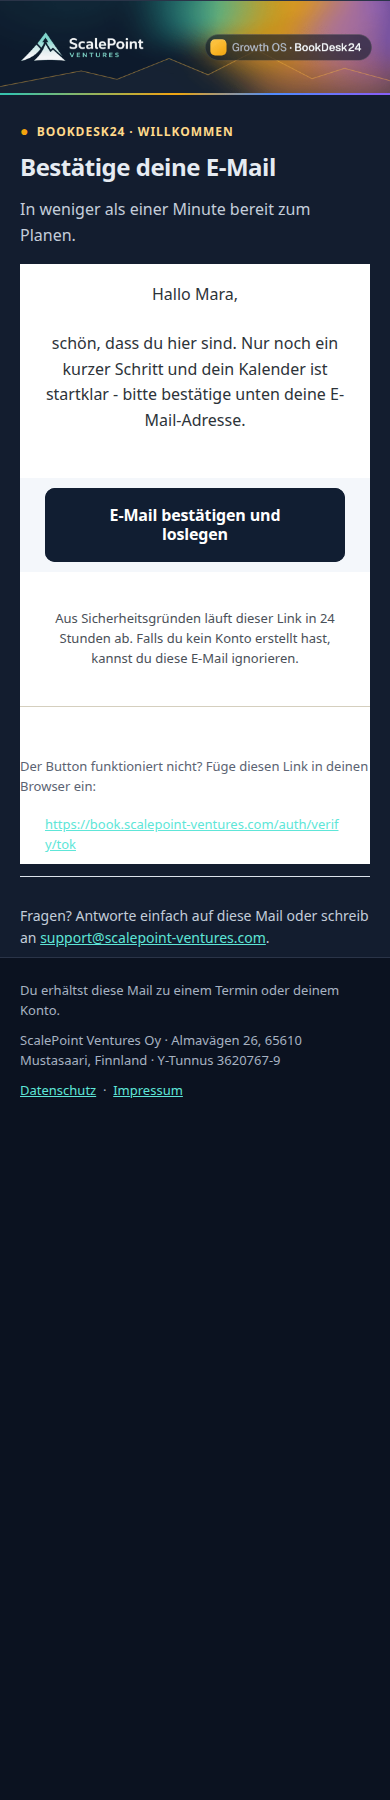 ScalePoint
VENTURES
Growth OS · BookDesk24
BOOKDESK24 · WILLKOMMEN
Bestätige deine E-Mail
In weniger als einer Minute bereit zum
Planen.
Hallo Mara,
schön, dass du hier sind. Nur noch ein
kurzer Schritt und dein Kalender ist
startklar - bitte bestätige unten deine E-
Mail-Adresse.
E-Mail bestätigen und
loslegen
Aus Sicherheitsgründen läuft dieser Link in 24
Stunden ab. Falls du kein Konto erstellt hast,
kannst du diese E-Mail ignorieren.
Der Button funktioniert nicht? Füge diesen Link in deinen
Browser ein:
https://book.scalepoint-ventures.com/auth/verif
y/tok
Fragen? Antworte einfach auf diese Mail oder schreib
an support@scalepoint-ventures.com.
Du erhältst diese Mail zu einem Termin oder deinem
Konto.
ScalePoint Ventures Oy · Almavägen 26, 65610
Mustasaari, Finnland · Y-Tunnus 3620767-9
Datenschutz · Impressum